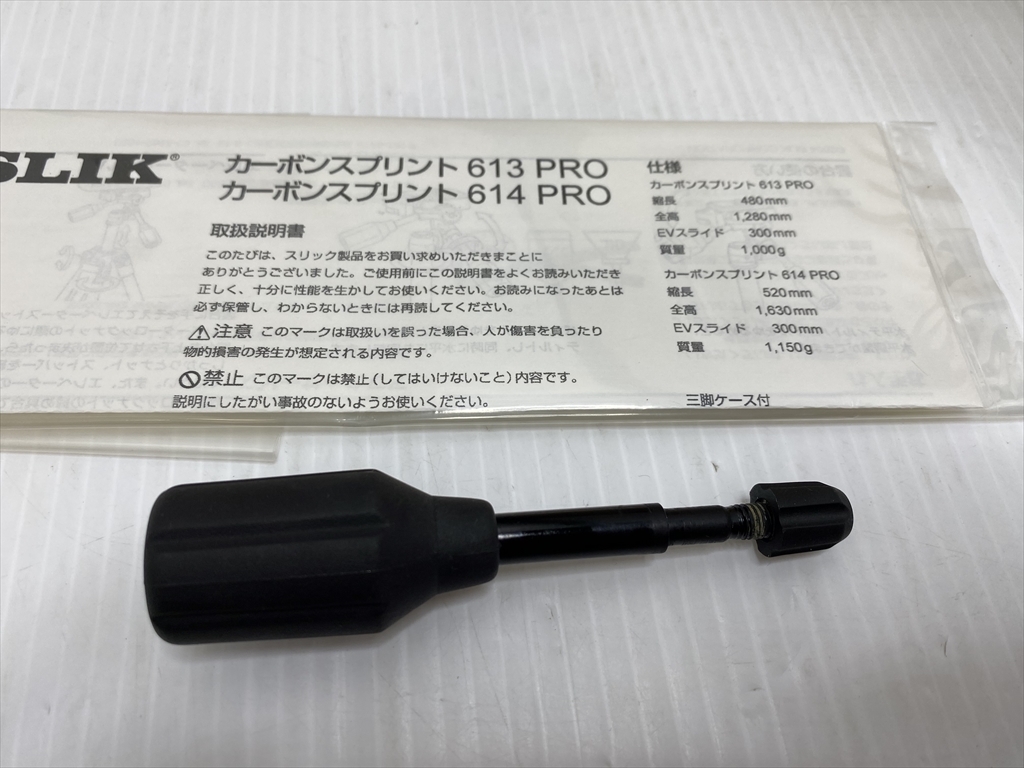 SLIK®
カーボンスプリント 613 PRO
カーボンスプリント 614 PRO
取扱説明書
このたびは、スリック製品をお買い求めいただきまことに
ありがとうございました。ご使用前にこの説明書をよくお読みいただき
正しく、十分に性能を生かしてお使いください。お読みになったあとは
必ず保管し、わからないときには再読してください。
⚠注意 このマークは取扱いを誤った場合、人が傷害を負ったり
物的損害の発生が想定される内容です。
禁止 このマークは禁止(してはいけないこと)内容です。
説明にしたがい事故のないようお使いください。
仕様
カーボンスプリント 613 PRO
縮長 480mm
全高 1,280mm
EVスライド 300mm
質量 1,000g
カーボンスプリント 614 PRO
縮長 520mm
全高 1,630mm
EVスライド 300mm
質量 1,150g
三脚ケース付